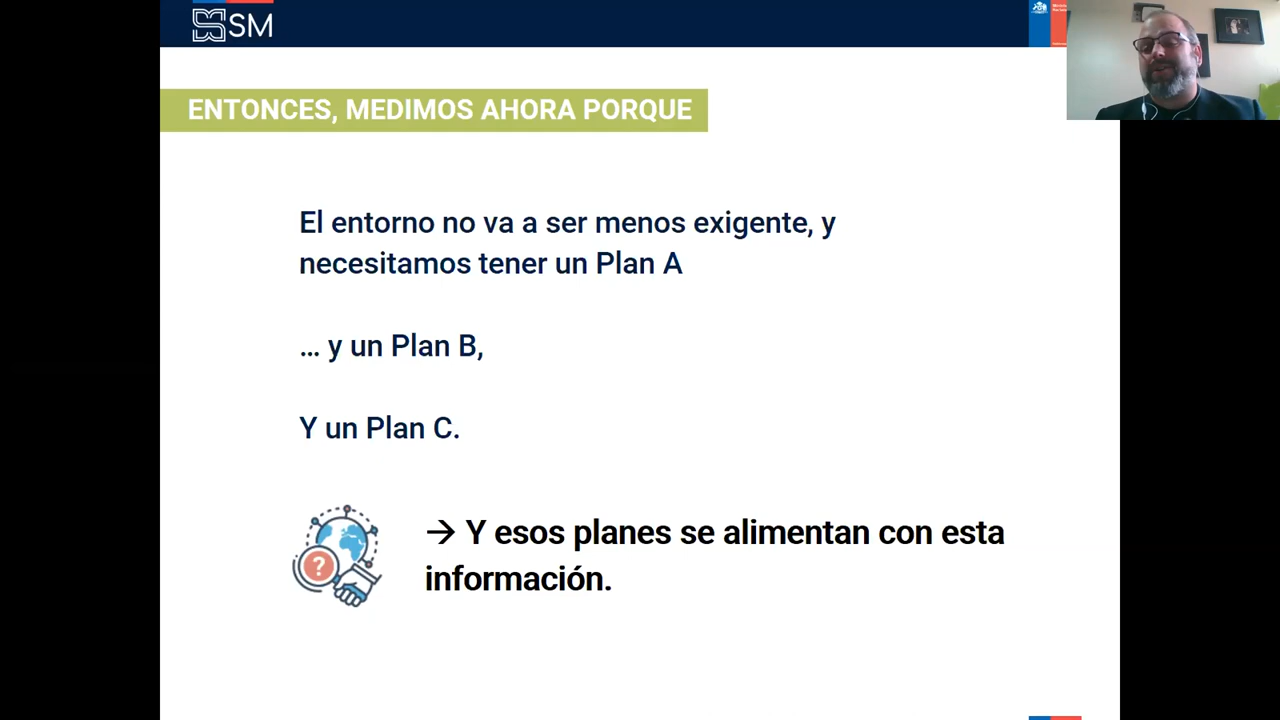 SM
ENTONCES, MEDIMOS AHORA PORQUE
El entorno no va a ser menos exigente, y
necesitamos tener un Plan A
... y un Plan B,
Y un Plan C.
?
→ Y esos planes se alimentan con esta
información.